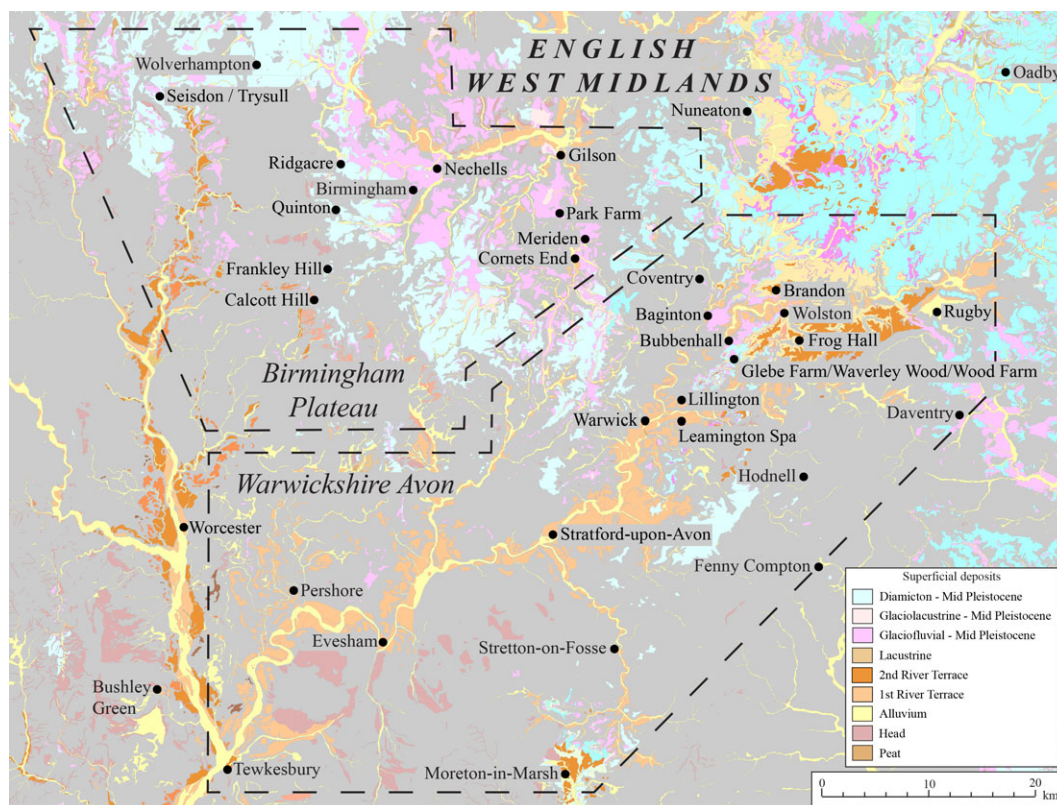 ENGLISH
WEST MIDLANDS
Wolverhampton
Oadby
Seisdon / Trysull
Nuneaton
Gilson
Ridgacre
Nechells
Birmingham
Quinton
Park Farm
Meriden
Cornets End
Frankley Hill
Coventry
Calcott Hill
Brandon
Baginton
Wolston
Rugby
Bubbenhall
Frog Hall
Glebe Farm/Waverley Wood/Wood Farm
Birmingham
Plateau
Lillington
Daventry
Warwick
Leamington Spa
Warwickshire Avon
Hodnell
Worcester
Stratford-upon-Avon
Fenny Compton
Pershore
Evesham
Stretton-on-Fosse
Bushley
Green
Tewkesbury
Moreton-in-Marsh
Superficial deposits
Diamicton - Mid Pleistocene
Glaciolacustrine - Mid Pleistocene
Glaciofluvial - Mid Pleistocene
Lacustrine
2nd River Terrace
1st River Terrace
Alluvium
Head
Peat
0 10 20
km